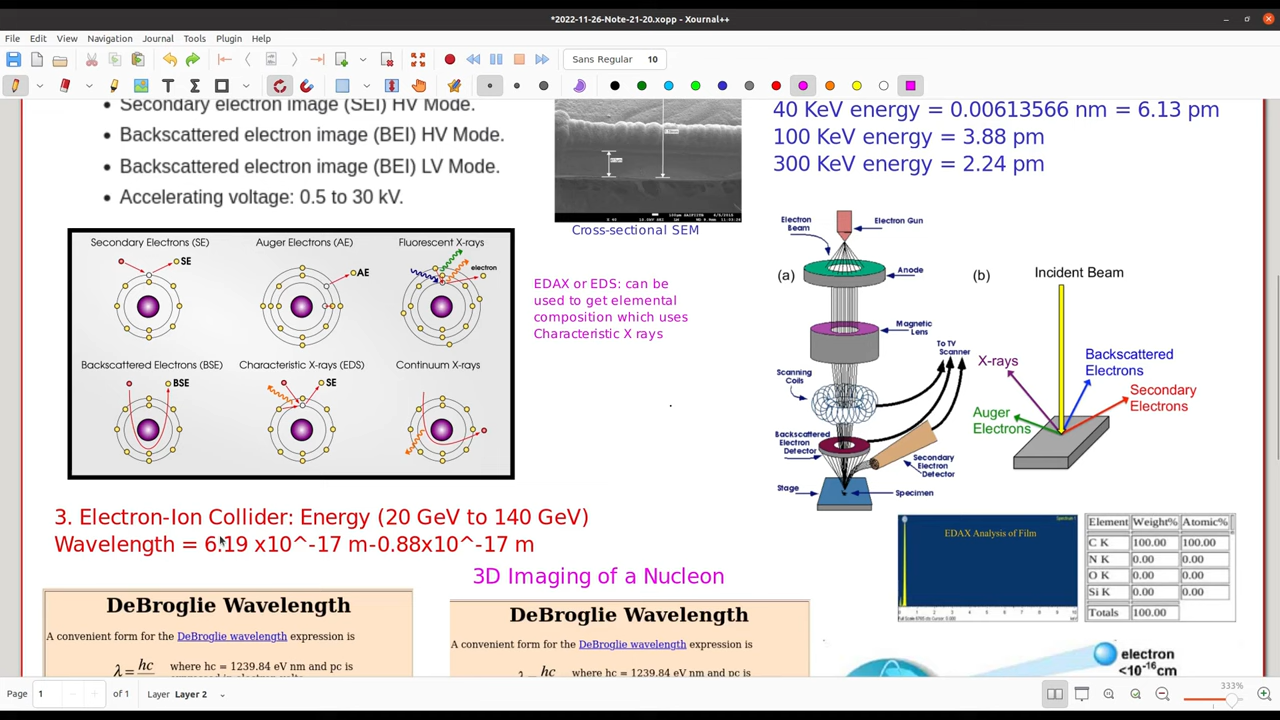 *2022-11-26-Note-21-20.xopp - Xournal++
File Edit View Navigation Journal Tools Plugin Help
Sans Regular 10
Secondary electron image (SEI) HV Mode.
Backscattered electron image (BEI) HV Mode.
Backscattered electron image (BEI) LV Mode.
Accelerating voltage: 0.5 to 30 kV.
Cross-sectional SEM
40 KeV energy = 0.00613566 nm = 6.13 pm
100 KeV energy = 3.88 pm
300 KeV energy = 2.24 pm
Secondary Electrons (SE)
SE
Auger Electrons (AE)
AE
Fluorescent X-rays
electron
Backscattered Electrons (BSE)
BSE
Characteristic X-rays (EDS)
SE
Continuum X-rays
EDAX or EDS: can be
used to get elemental
composition which uses
Characteristic X rays
(a)
Electron
Beam
Electron Gun
Anode
Magnetic
Lens
To TV
Scanner
Scanning
Coils
Backscattered
Electron
Detector
Secondary
Electron
Detector
Stage
Specimen
(b)
Incident Beam
X-rays
Backscattered
Electrons
Secondary
Electrons
Auger
Electrons
3. Electron-Ion Collider: Energy (20 GeV to 140 GeV)
Wavelength = 6.19 x10^-17 m-0.88x10^-17 m
3D Imaging of a Nucleon
EDAX Analysis of Film
Element Weight% Atomic%
C K 100.00 100.00
N K 0.00 0.00
O K 0.00 0.00
Si K 0.00 0.00
Totals 100.00
DeBroglie Wavelength
A convenient form for the DeBroglie wavelength expression is
λ = hc where hc = 1239.84 eV nm and pc is
DeBroglie Wavelength
A convenient form for the DeBroglie wavelength expression is
hc where hc = 1239.84 eV nm and pc is
electron
<10-16cm
Page 1 of 1 Layer Layer 2 333%